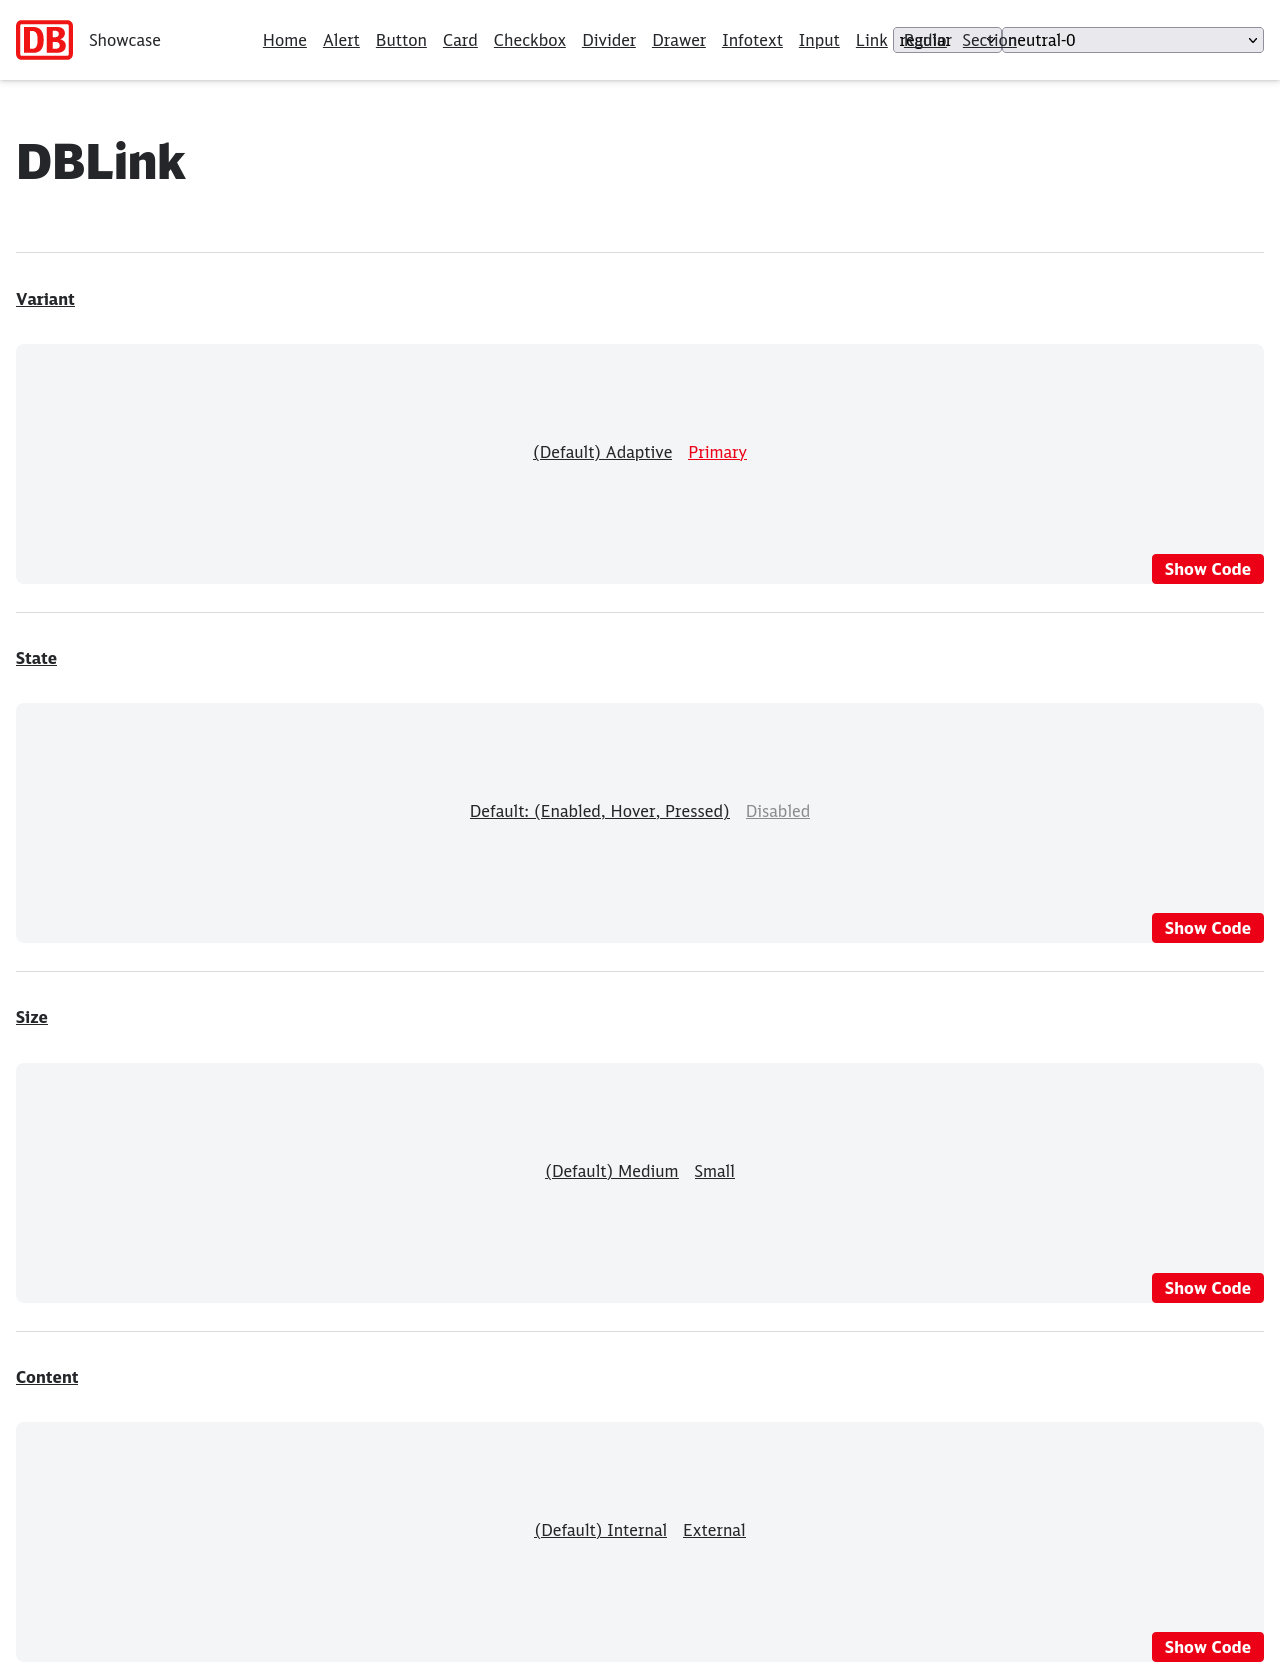 DB Showcase Home Alert Button Card Checkbox Divider Drawer Infotext Input Link Radio Section regular neutral-0
DBLink
Variant
(Default) Adaptive Primary
Show Code
State
Default: (Enabled, Hover, Pressed) Disabled
Show Code
Size
(Default) Medium Small
Show Code
Content
(Default) Internal External
Show Code